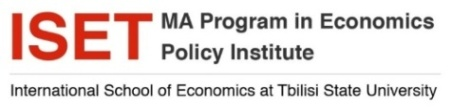 ISET MA Program in Economics
Policy Institute
International School of Economics at Tbilisi State University